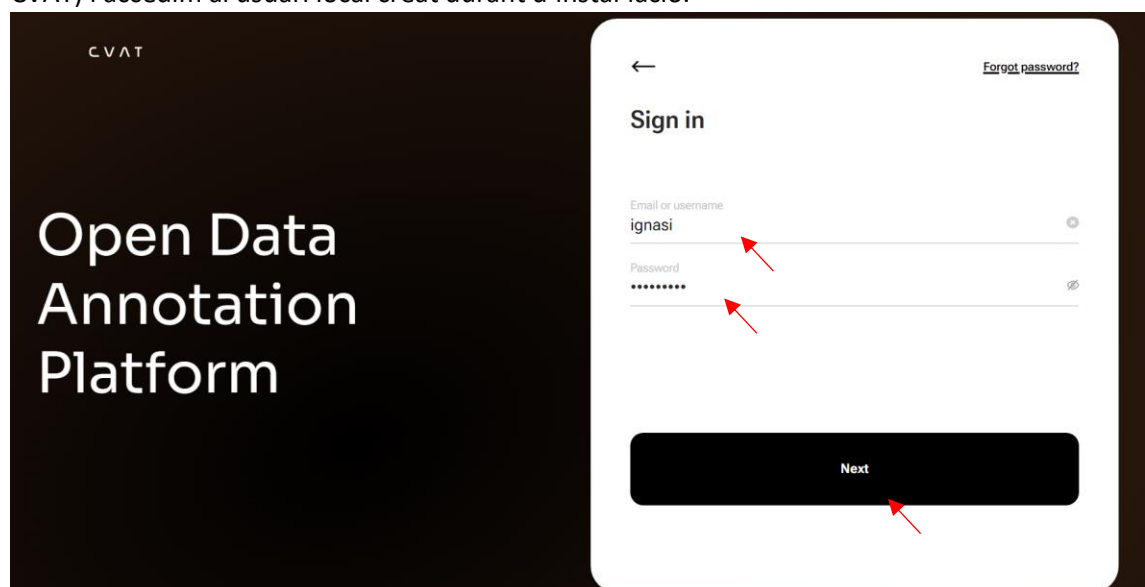 CVAT
Forgot password?
Sign in
Email or username
ignasi
Password
Open Data
Annotation
Platform
Next